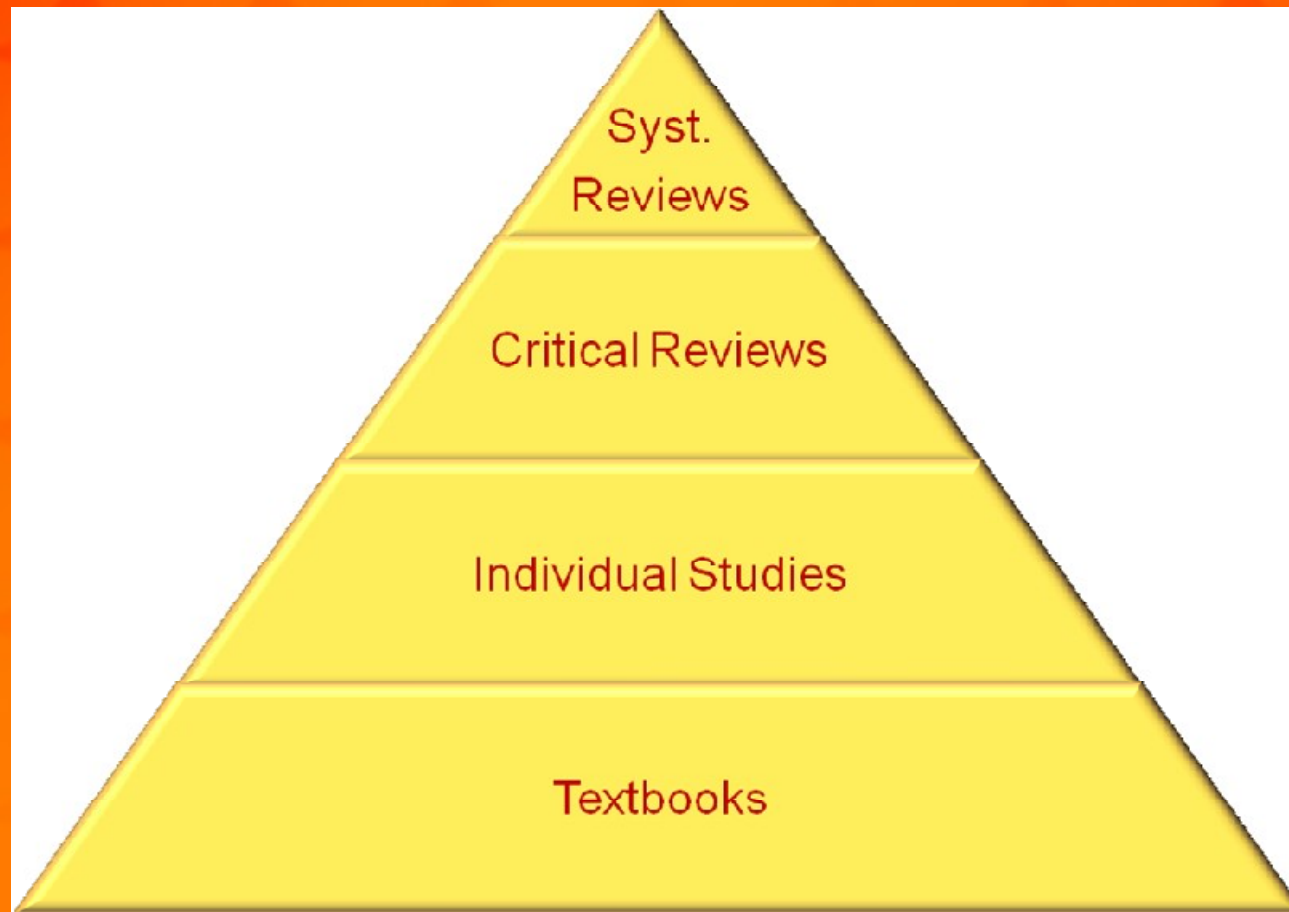 Syst.
Reviews
Critical Reviews
Individual Studies
Textbooks